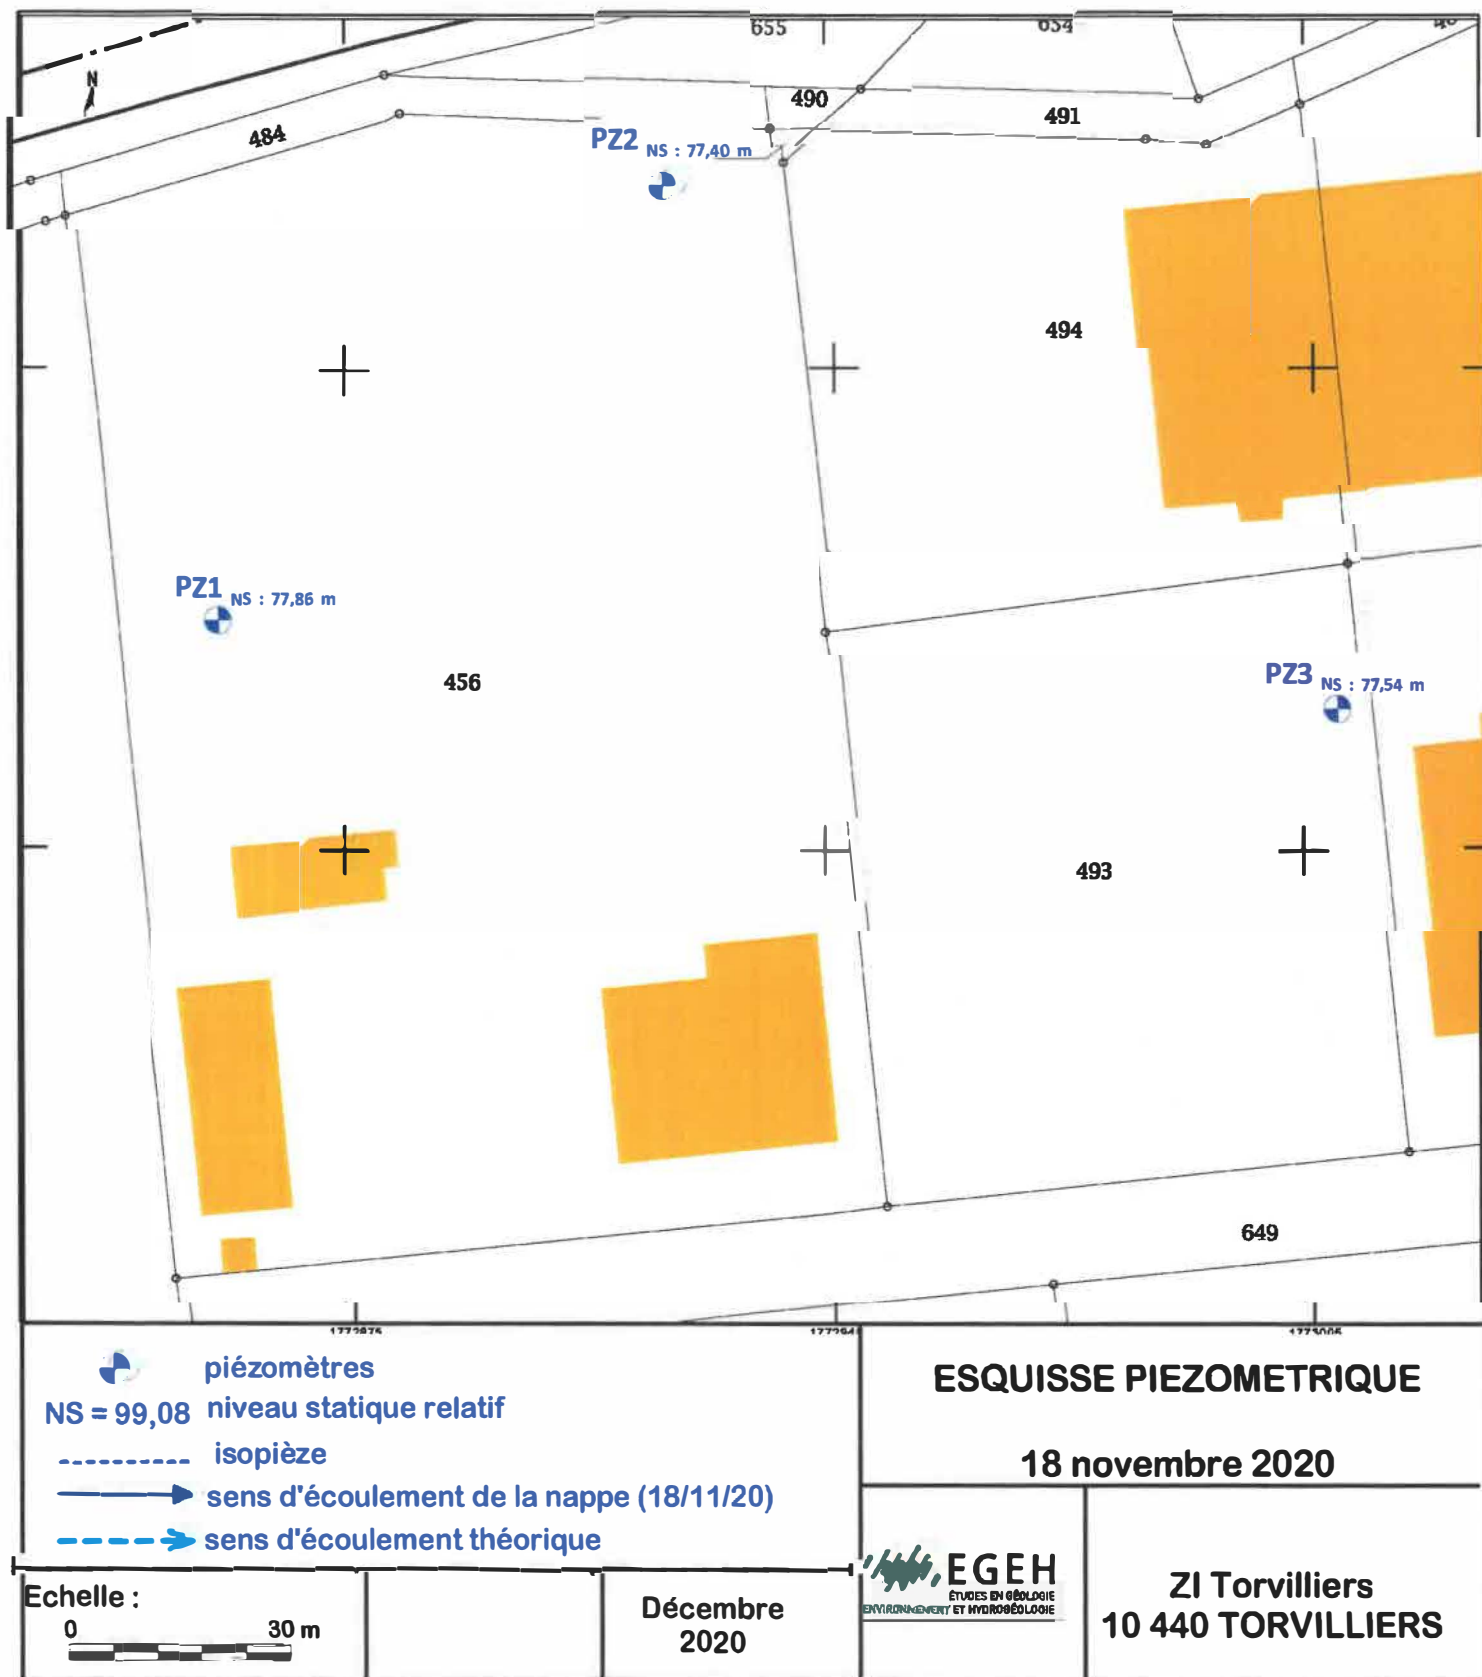 655
654
N
490
491
484
PZ2 NS : 77,40 m
494
PZ1 NS : 77,86 m
456
PZ3 NS : 77,54 m
493
649
1772875
piézomètres
NS = 99,08 niveau statique relatif
isopièze
sens d'écoulement de la nappe (18/11/20)
sens d'écoulement théorique
ESQUISSE PIEZOMETRIQUE
18 novembre 2020
Echelle :
0 30 m
Décembre
2020
EGEH
ÉTUDES EN GÉOLOGIE
ENVIRONNEMENT ET HYDROGÉOLOGIE
ZI Torvilliers
10 440 TORVILLIERS